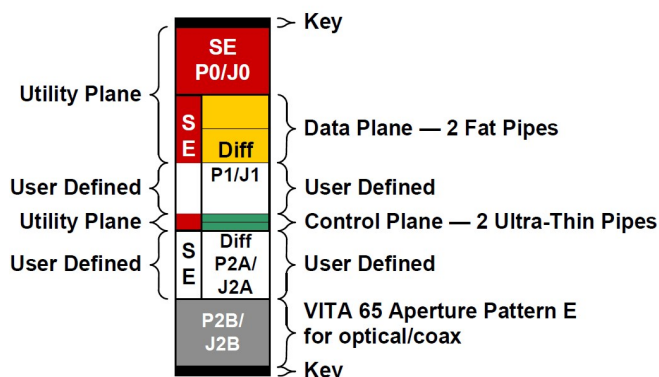 Key
SE
P0/J0
Utility Plane
S
E
Diff
Data Plane — 2 Fat Pipes
User Defined
P1/J1
User Defined
Utility Plane
Control Plane — 2 Ultra-Thin Pipes
User Defined
S
E
Diff
P2A/
J2A
User Defined
P2B/
J2B
VITA 65 Aperture Pattern E
for optical/coax
Key